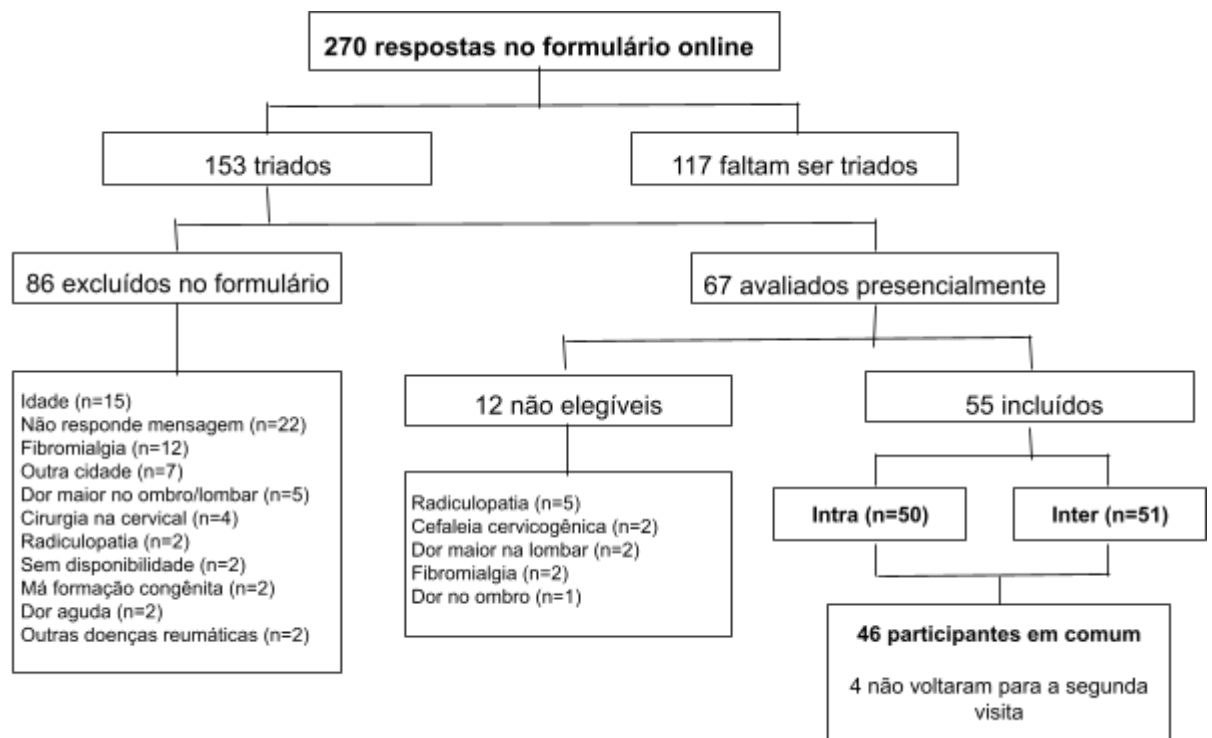 270 respostas no formulário online
153 triados
117 faltam ser triados
86 excluídos no formulário
67 avaliados presencialmente
Idade (n=15)
Não responde mensagem (n=22)
Fibromialgia (n=12)
Outra cidade (n=7)
Dor maior no ombro/lombar (n=5)
Cirurgia na cervical (n=4)
Radiculopatia (n=2)
Sem disponibilidade (n=2)
Má formação congênita (n=2)
Dor aguda (n=2)
Outras doenças reumáticas (n=2)
12 não elegíveis
55 incluídos
Radiculopatia (n=5)
Cefaleia cervicogênica (n=2)
Dor maior na lombar (n=2)
Fibromialgia (n=2)
Dor no ombro (n=1)
Intra (n=50)
Inter (n=51)
46 participantes em comum
4 não voltaram para a segunda
visita